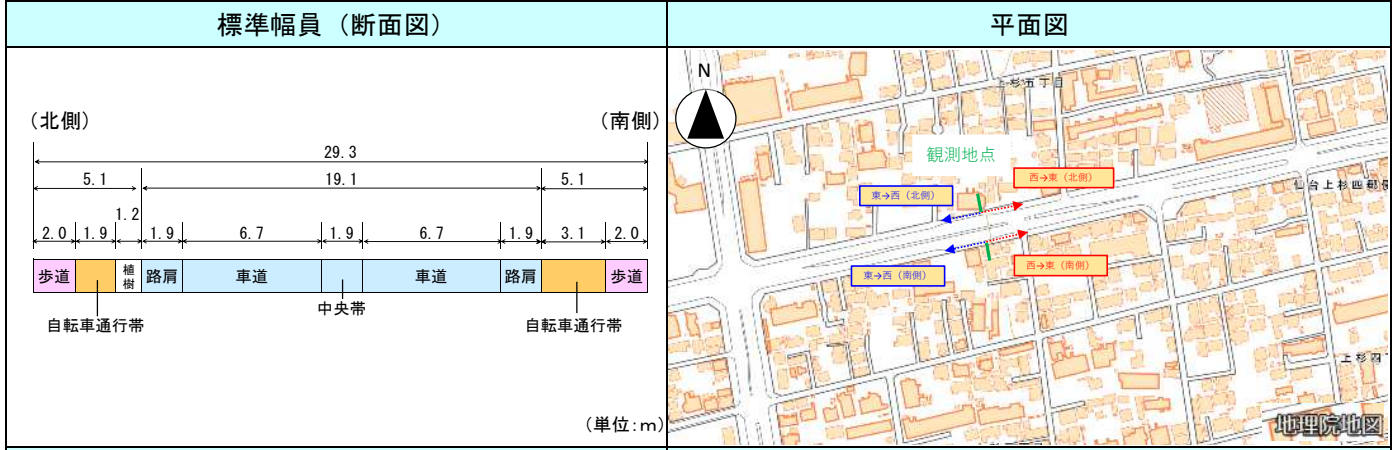 標準幅員（断面図）
平面図
（北側）
（南側）
29.3
5.1
19.1
5.1
1.2
2.0
1.9
1.9
6.7
1.9
6.7
1.9
3.1
2.0
歩道
植樹
路肩
車道
車道
路肩
歩道
中央帯
自転車通行帯
自転車通行帯
（単位:ｍ）
N
上杉五丁目
観測地点
西→東（北側）
東→西（北側）
仙台上杉四郵便
西→東（南側）
東→西（南側）
上杉四
地理院地図